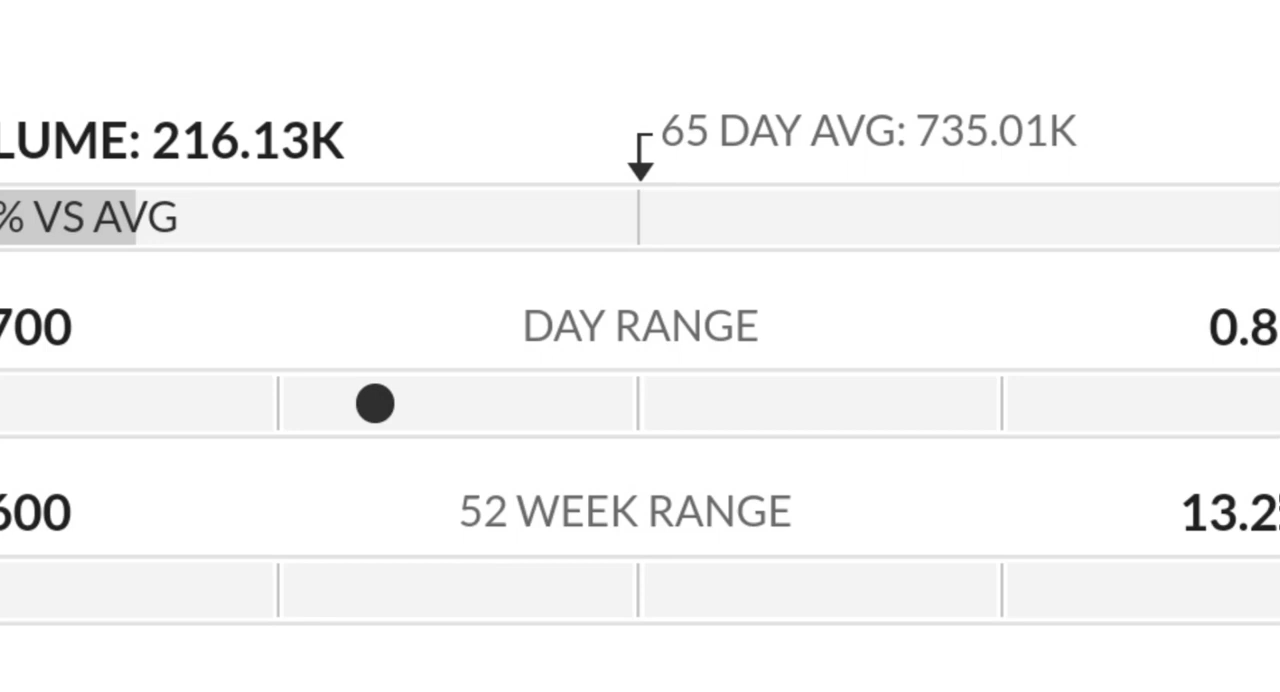 LUME: 216.13K
65 DAY AVG: 735.01K
% VS AVG
700 DAY RANGE 0.8
600 52 WEEK RANGE 13.2